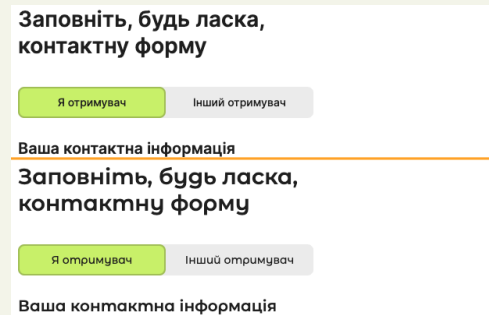 Заповніть, будь ласка,
контактну форму
Я отримувач Інший отримувач
Ваша контактна інформація
Заповніть, будь ласка,
контактну форму
Я отримувач Інший отримувач
Ваша контактна інформація